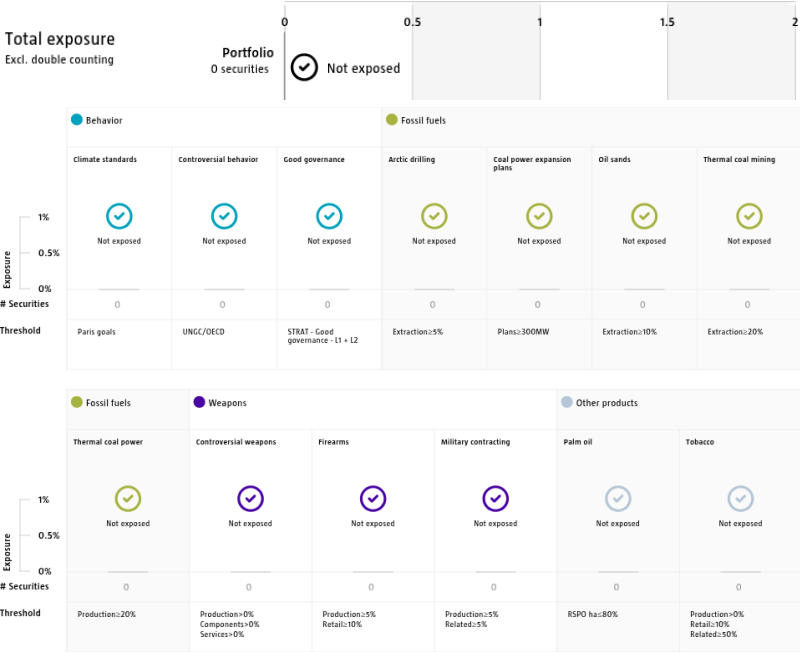 0 0.5 1 1.5 2
Total exposure
Excl. double counting
Portfolio
0 securities
Not exposed
Behavior Fossil fuels
Climate standards Controversial behavior Good governance Arctic drilling Coal power expansion plans Oil sands Thermal coal mining
1%
Not exposed Not exposed Not exposed Not exposed Not exposed Not exposed Not exposed
Exposure
0.5%
0%
# Securities 0 0 0 0 0 0 0
Threshold Paris goals UNGC/OECD STRAT - Good governance - L1 + L2 Extraction≥5% Plans≥300MW Extraction≥10% Extraction≥20%
Fossil fuels Weapons Other products
Thermal coal power Controversial weapons Firearms Military contracting Palm oil Tobacco
1%
Not exposed Not exposed Not exposed Not exposed Not exposed Not exposed
Exposure
0.5%
0%
# Securities 0 0 0 0 0 0
Threshold Production≥20% Production>0% Production≥5% Production≥5% RSPO ha≤80% Production>0%
Components>0% Retail≥10% Related≥5% Retail≥10%
Services>0% Related≥50%